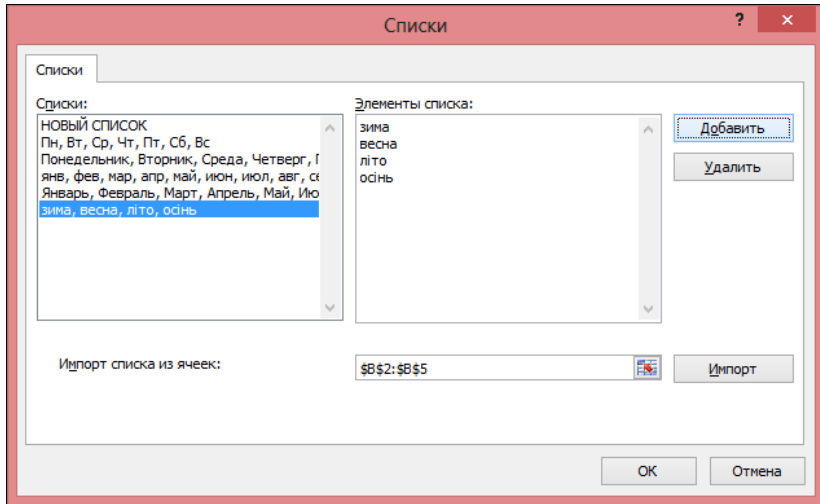 Списки
?
×
Списки
Списки:
НОВЫЙ СПИСОК
Пн, Вт, Ср, Чт, Пт, Сб, Вс
Понедельник, Вторник, Среда, Четверг,
янв, фев, мар, апр, май, июн, июл, авг,
Январь, Февраль, Март, Апрель, Май,
зима, весна, літо, осінь
Элементы списка:
зима
весна
літо
осінь
Добавить
Удалить
Импорт списка из ячеек:
$B$2:$B$5
Импорт
ОК
Отмена